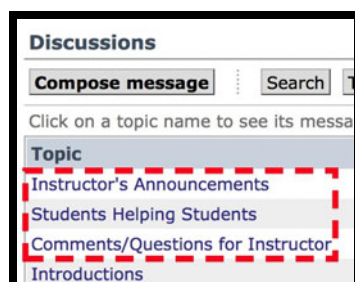 Discussions
Compose message Search
Click on a topic name to see its messa
Topic
Instructor's Announcements
Students Helping Students
Comments/Questions for Instructor
Introductions